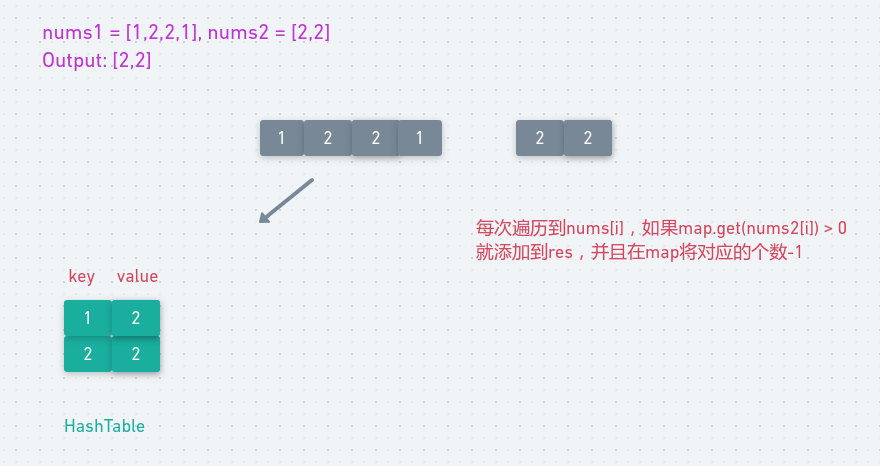 nums1 = [1,2,2,1], nums2 = [2,2]
Output: [2,2]
1 2 2 1 2 2
每次遍历到nums[i]，如果map.get(nums2[i]) > 0
就添加到res，并且在map将对应的个数-1
key value
1 2
2 2
HashTable